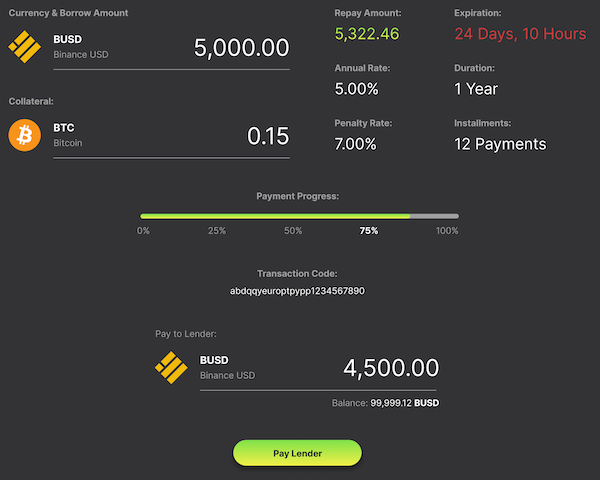 Currency & Borrow Amount
BUSD
Binance USD
5,000.00
Collateral:
BTC
Bitcoin
0.15
Repay Amount:
5,322.46
Expiration:
24 Days, 10 Hours
Annual Rate:
5.00%
Duration:
1 Year
Penalty Rate:
7.00%
Installments:
12 Payments
Payment Progress:
0% 25% 50% 75% 100%
Transaction Code:
abdqqyeuroptpypp1234567890
Pay to Lender:
BUSD
Binance USD
4,500.00
Balance: 99,999.12 BUSD
Pay Lender